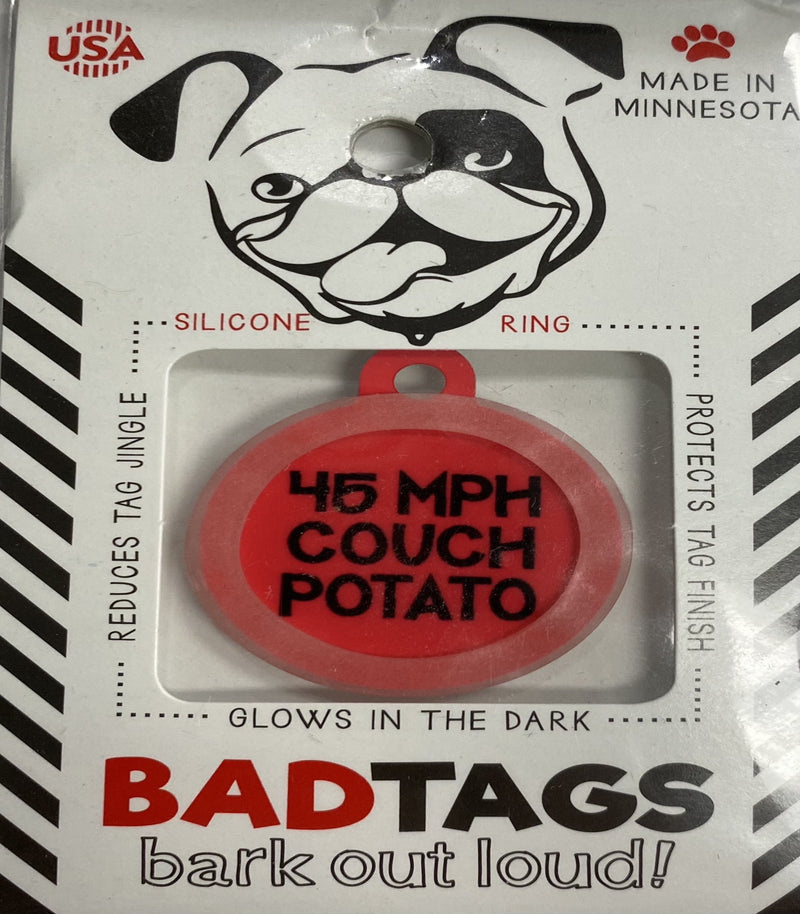 USA
MADE IN
MINNESOTA
SILICONE RING
REDUCES TAG JINGLE
PROTECTS TAG FINISH
45 MPH
COUCH
POTATO
GLOWS IN THE DARK
BADTAGS
bark out loud!